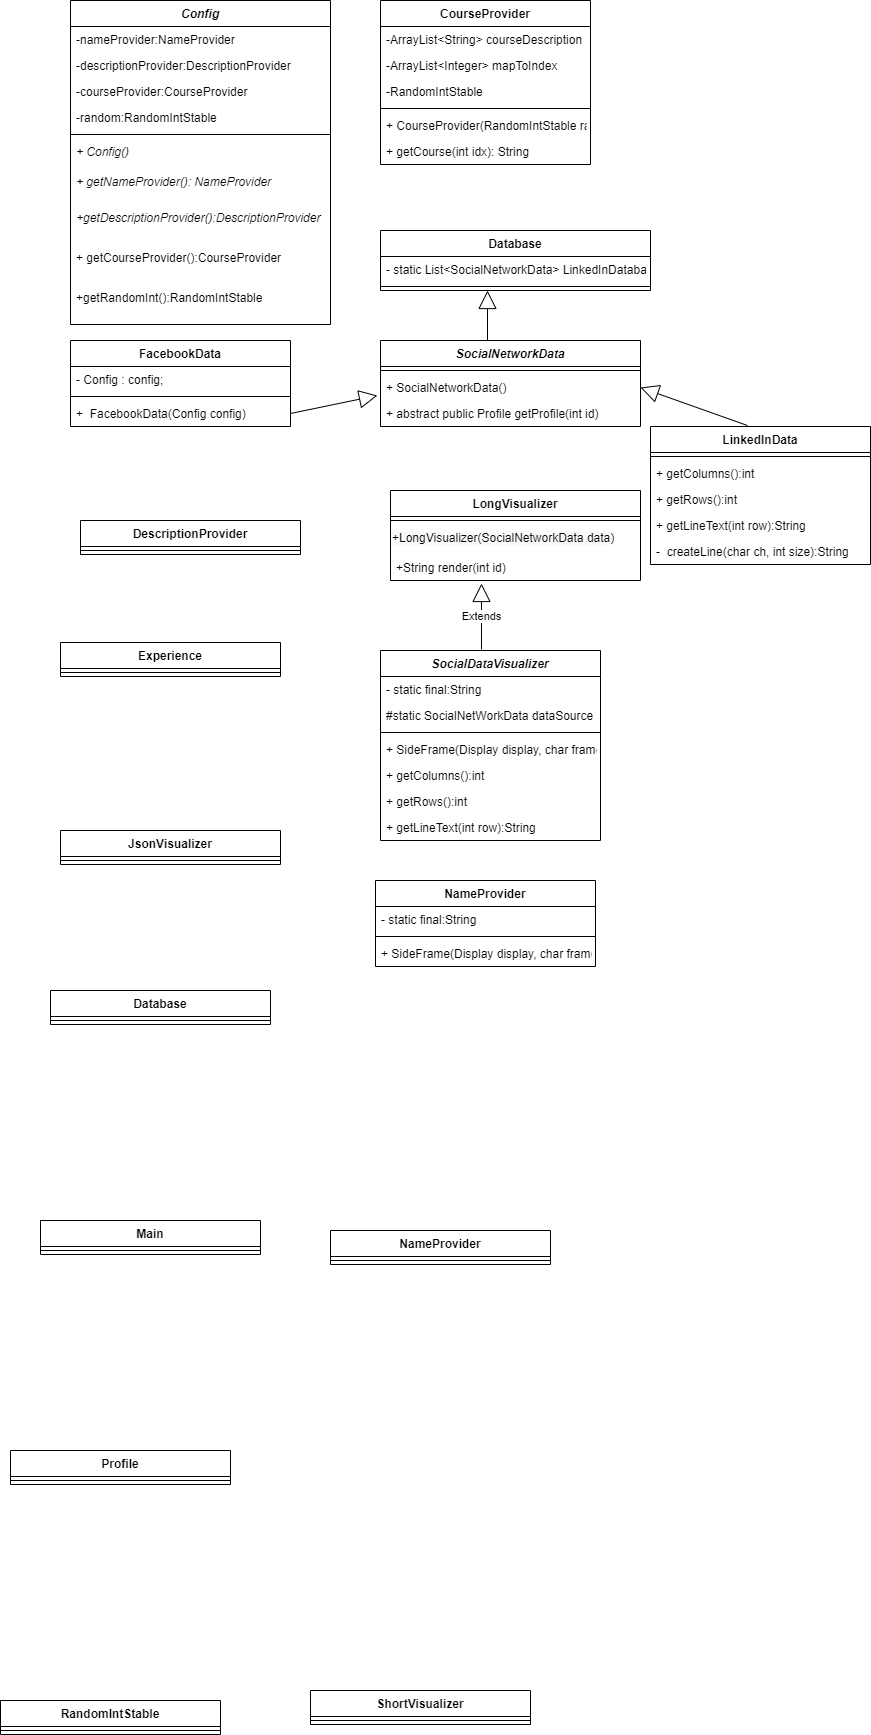 Config
-nameProvider:NameProvider
-descriptionProvider:DescriptionProvider
-courseProvider:CourseProvider
-random:RandomIntStable
+ Config()
+ getNameProvider(): NameProvider
+getDescriptionProvider():DescriptionProvider
+ getCourseProvider():CourseProvider
+getRandomInt():RandomIntStable
CourseProvider
-ArrayList<String> courseDescription
-ArrayList<Integer> mapToIndex
-RandomIntStable
+ CourseProvider(RandomIntStable ra
+ getCourse(int idx): String
Database
- static List<SocialNetworkData> LinkedInDataba
FacebookData
- Config : config;
+ FacebookData(Config config)
SocialNetworkData
+ SocialNetworkData()
+ abstract public Profile getProfile(int id)
LinkedInData
+ getColumns():int
+ getRows():int
+ getLineText(int row):String
- createLine(char ch, int size):String
LongVisualizer
+LongVisualizer(SocialNetworkData data)
+String render(int id)
DescriptionProvider
Extends
Experience
SocialDataVisualizer
- static final:String
#static SocialNetWorkData dataSource
+ SideFrame(Display display, char fram
+ getColumns():int
+ getRows():int
+ getLineText(int row):String
JsonVisualizer
NameProvider
- static final:String
+ SideFrame(Display display, char fram
Database
Main
NameProvider
Profile
RandomIntStable
ShortVisualizer